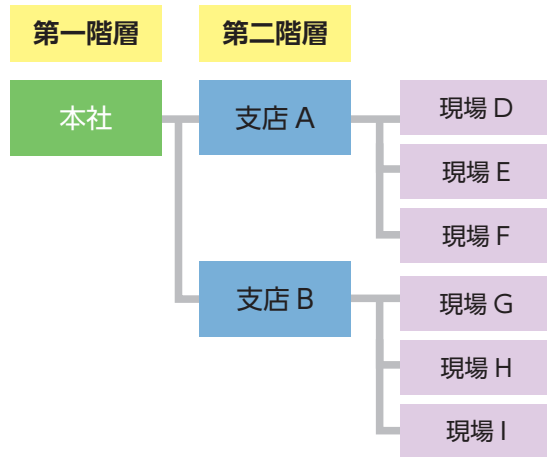 第一階層
第二階層
本社
支店 A
現場 D
現場 E
現場 F
支店 B
現場 G
現場 H
現場 I